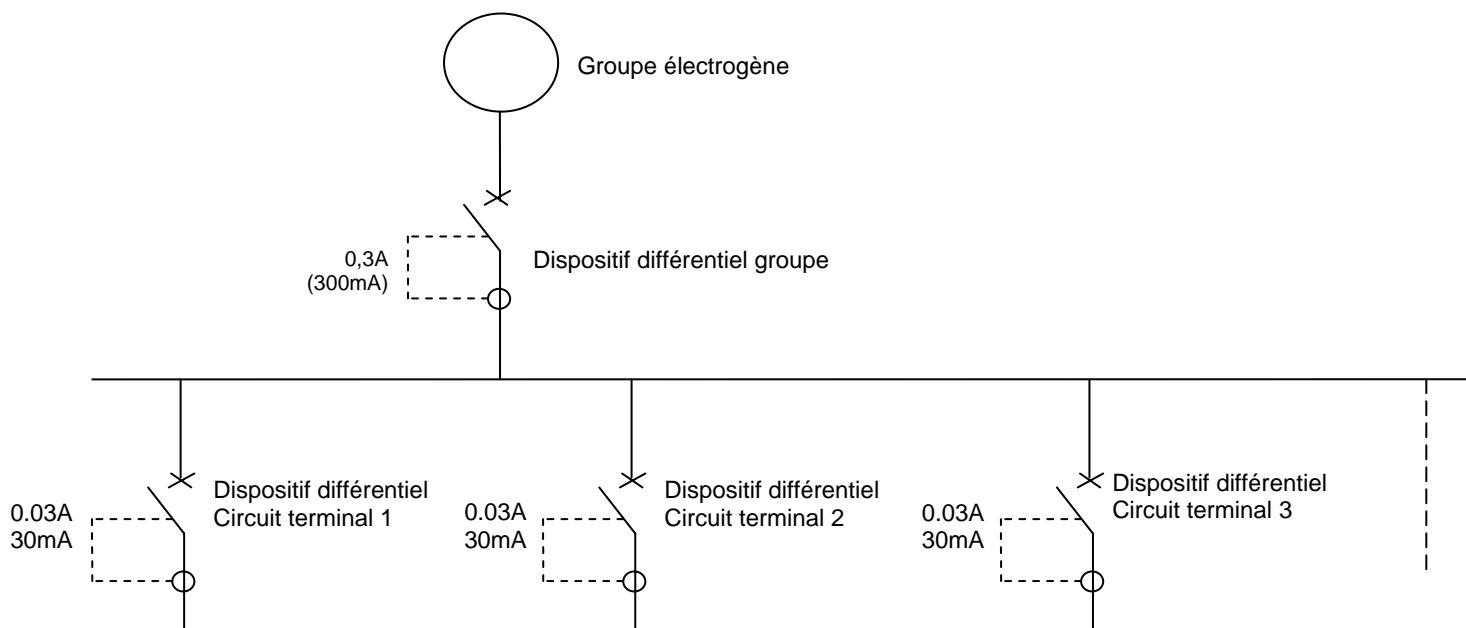 Groupe électrogène
0,3A
(300mA)
Dispositif différentiel groupe
0.03A
30mA
Dispositif différentiel
Circuit terminal 1
0.03A
30mA
Dispositif différentiel
Circuit terminal 2
0.03A
30mA
Dispositif différentiel
Circuit terminal 3